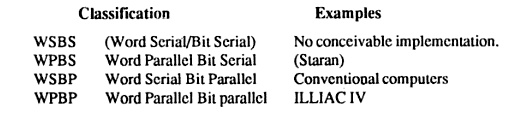 Classification Examples
WSBS (Word Serial/Bit Serial) No conceivable implementation.
WPBS Word Parallel Bit Serial (Staran)
WSBP Word Serial Bit Parallel Conventional computers
WPBP Word Parallel Bit parallel ILLIAC IV